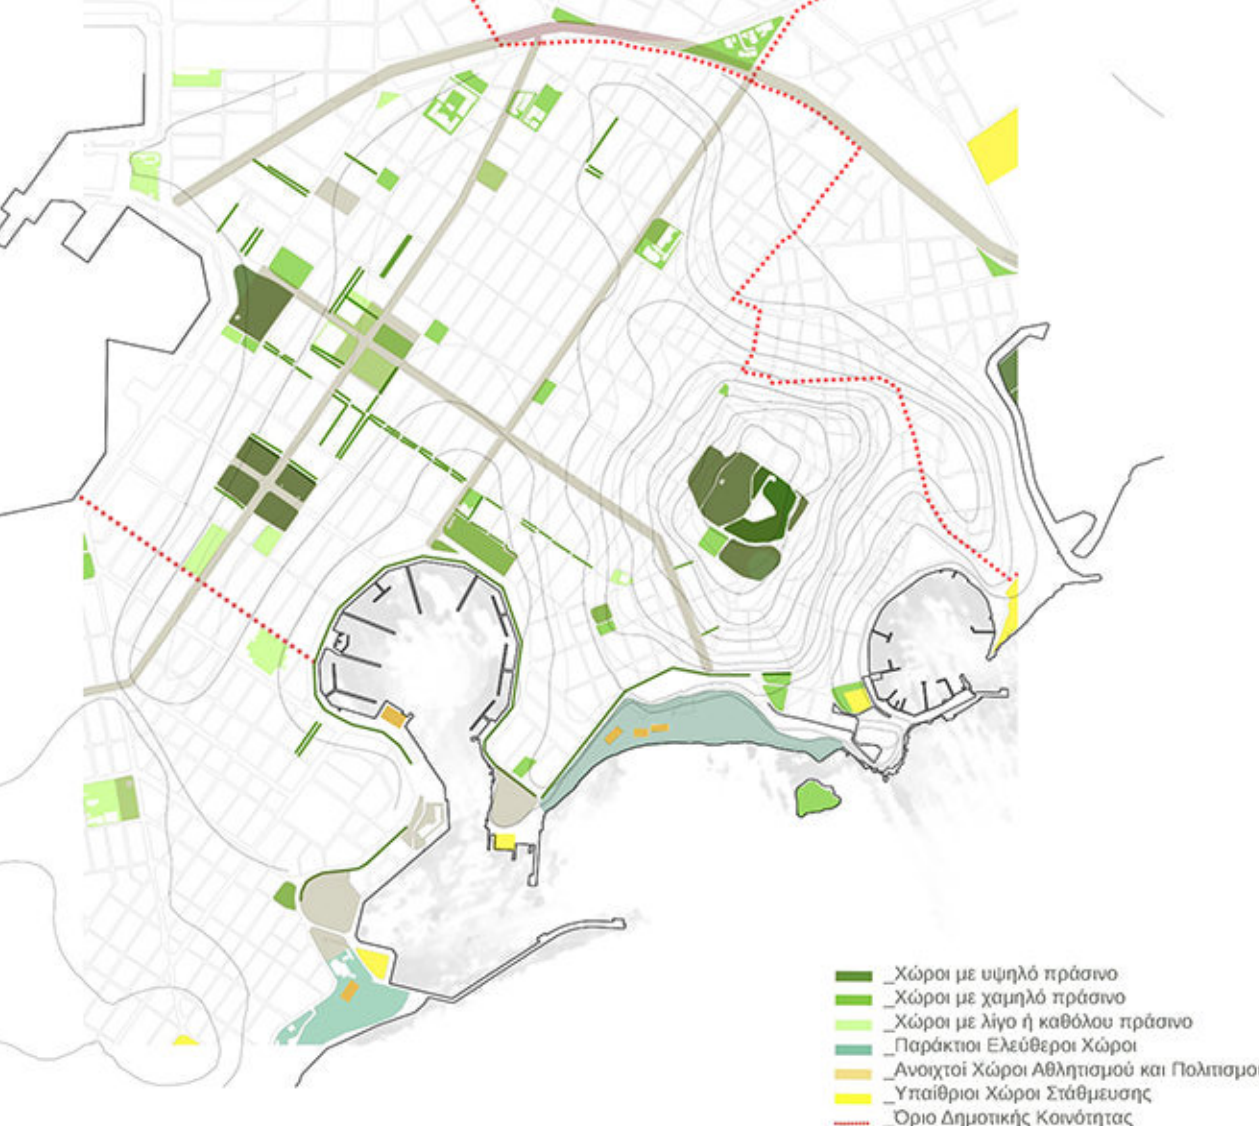 _Χώροι με υψηλό πράσινο
_Χώροι με χαμηλό πράσινο
_Χώροι με λίγο ή καθόλου πράσινο
_Παράκτιοι Ελεύθεροι Χώροι
_Ανοιχτοί Χώροι Αθλητισμού και Πολιτισμο
_Υπαίθριοι Χώροι Στάθμευσης
_Όριο Δημοτικής Κοινότητας